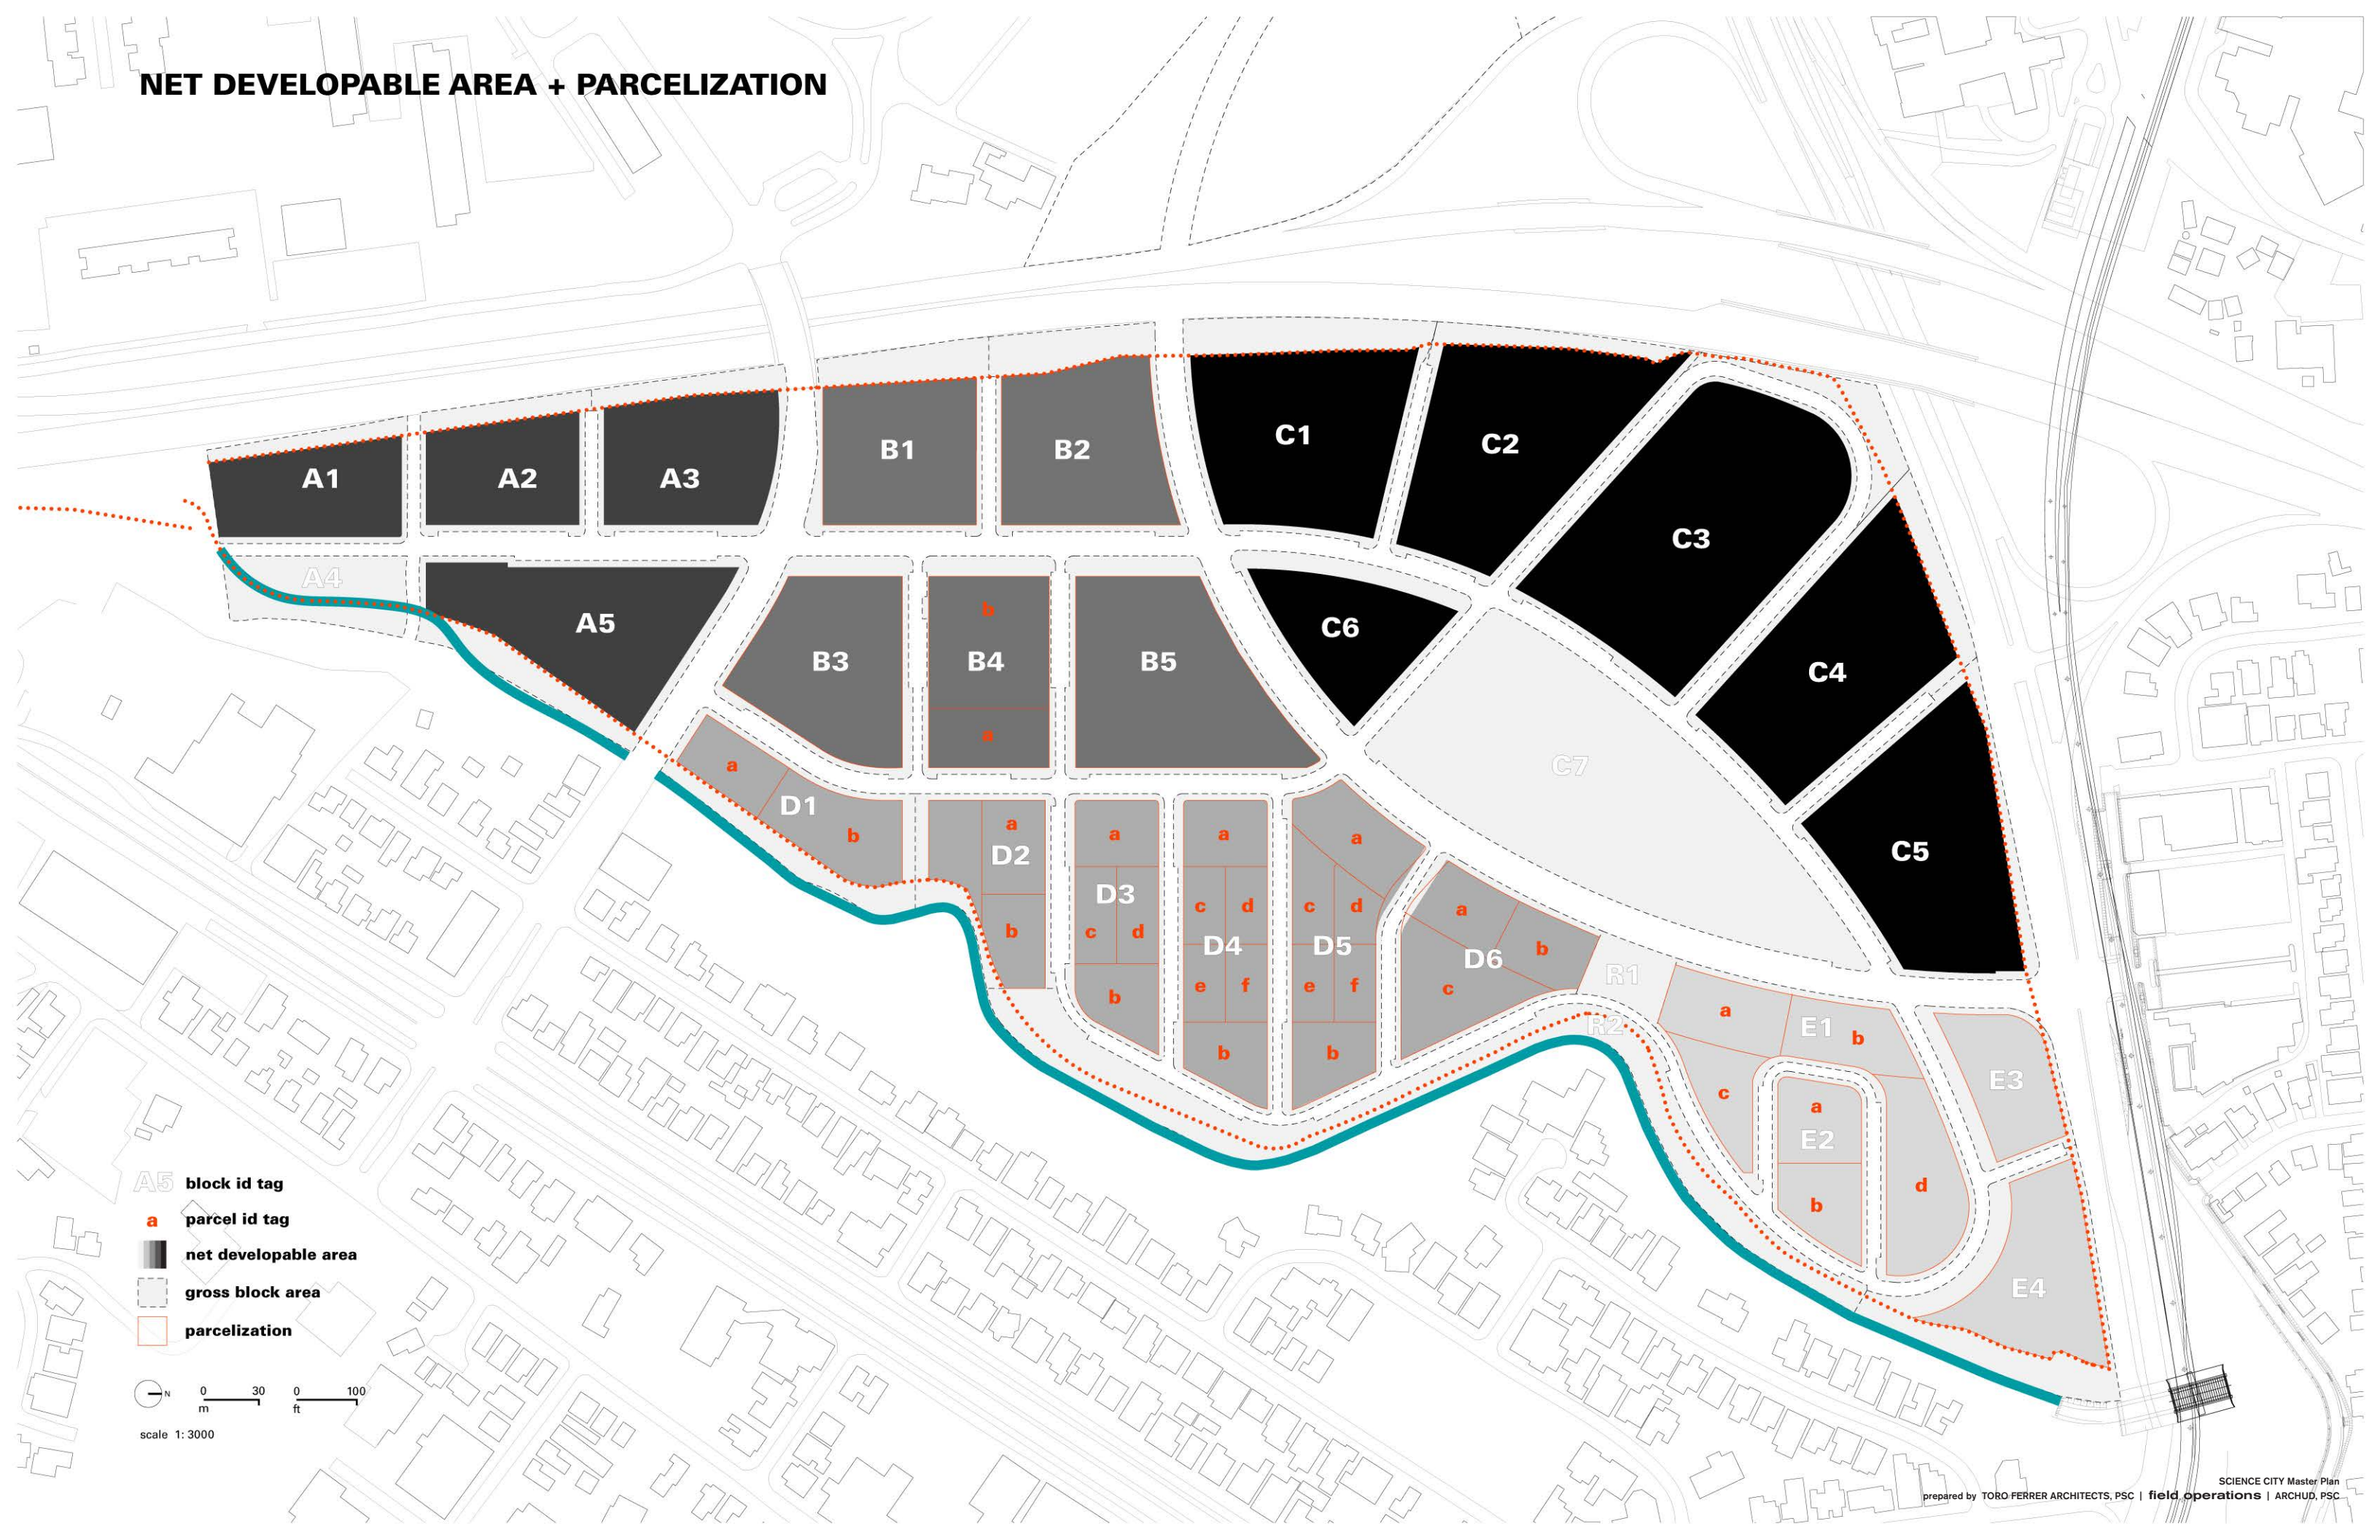 NET DEVELOPABLE AREA + PARCELIZATION
A1
A2
A3
B1
B2
C1
C2
C3
A4
A5
B3
b
B4
a
B5
C6
C7
C4
C5
a
D1
b
a
D2
b
a
D3
c
d
b
a
c
d
D4
e
f
b
a
c
d
D5
e
f
b
a
b
D6
c
R1
R2
a
E1
b
c
a
E2
b
d
E3
E4
A5 block id tag
a parcel id tag
net developable area
gross block area
parcelization
N
0 30
m
0 100
ft
scale 1: 3000
SCIENCE CITY Master Plan
prepared by TORO FERRER ARCHITECTS, PSC | field operations | ARCHUD, PSC